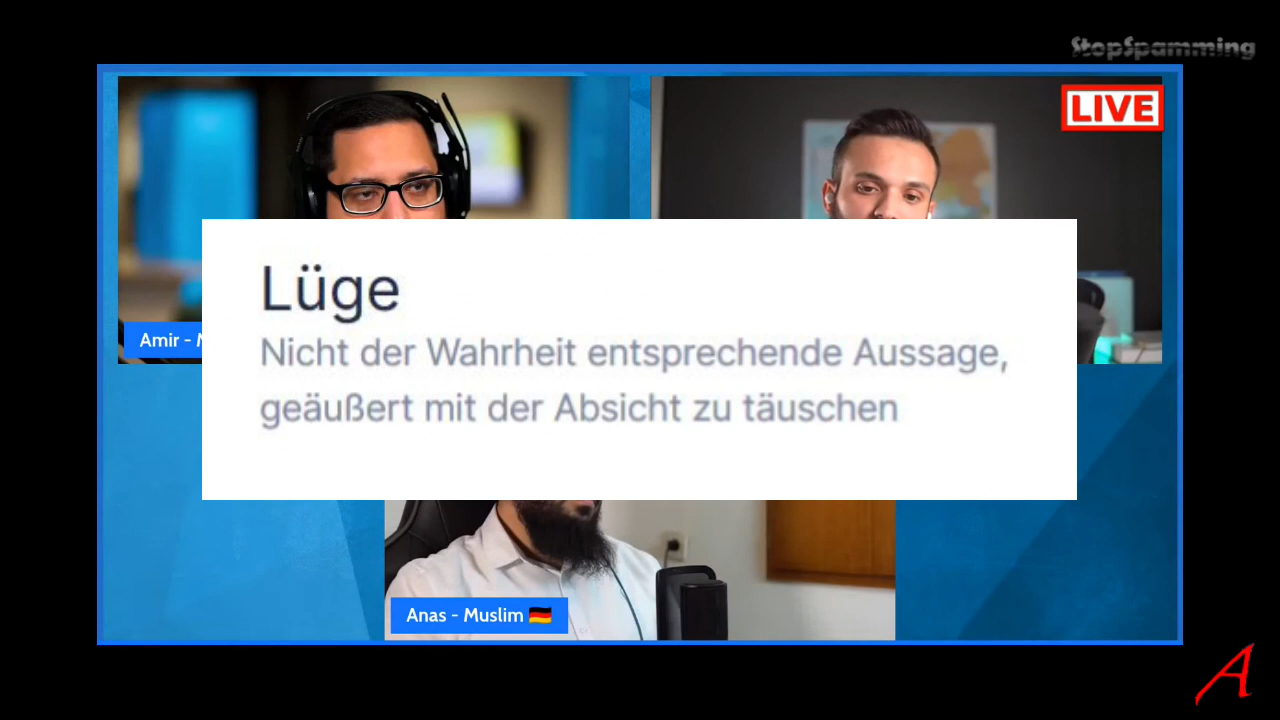 StopSpamming
LIVE
Lüge
Nicht der Wahrheit entsprechende Aussage,
geäußert mit der Absicht zu täuschen
Amir -
Anas - Muslim 🇩🇪
A